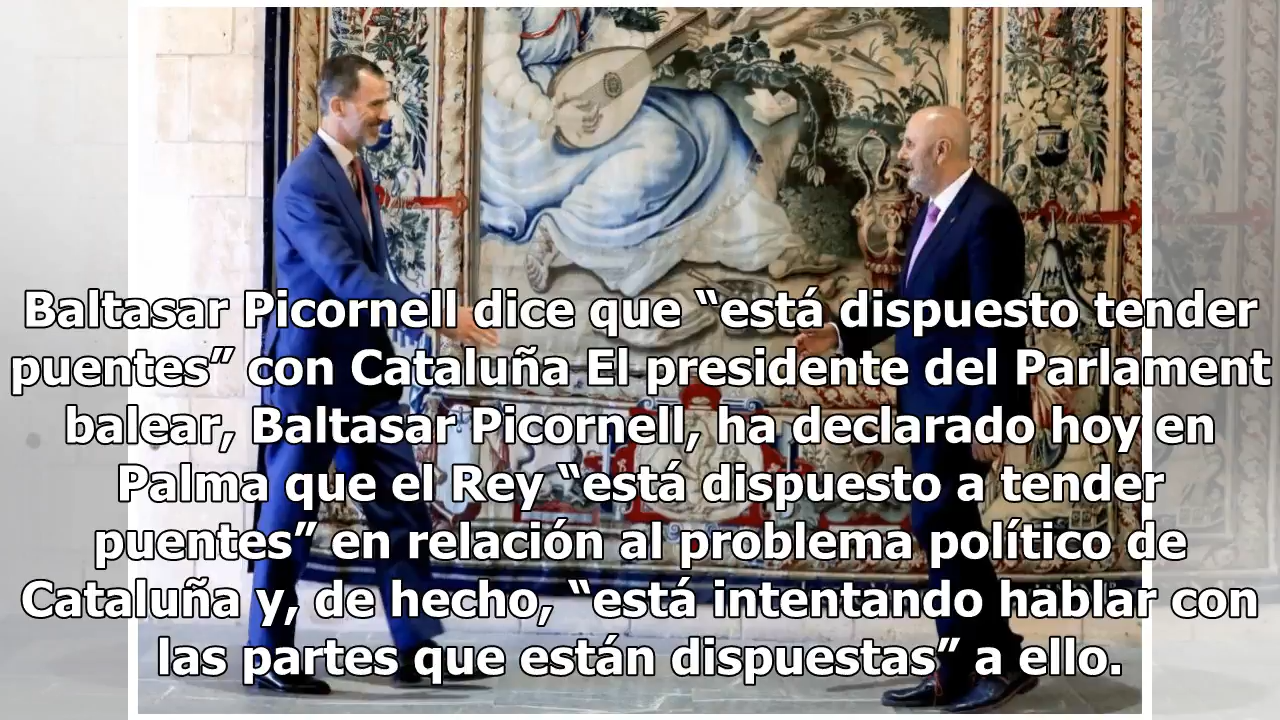 Baltasar Picornell dice que “está dispuesto tender
puentes” con Cataluña El presidente del Parlament
balear, Baltasar Picornell, ha declarado hoy en
Palma que el Rey “está dispuesto a tender
puentes” en relación al problema político de
Cataluña y, de hecho, “está intentando hablar con
las partes que están dispuestas” a ello.